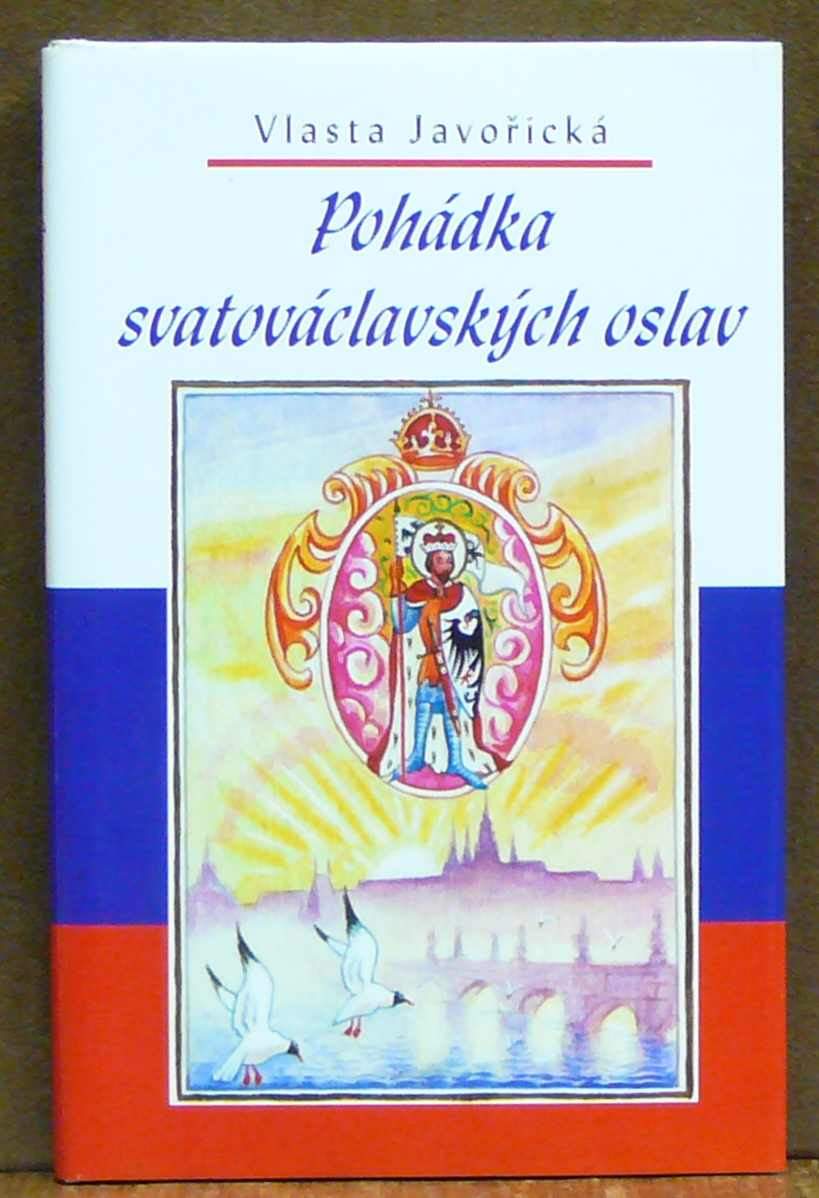 Vlasta Javořická
Pohádka
svatováclavských oslav